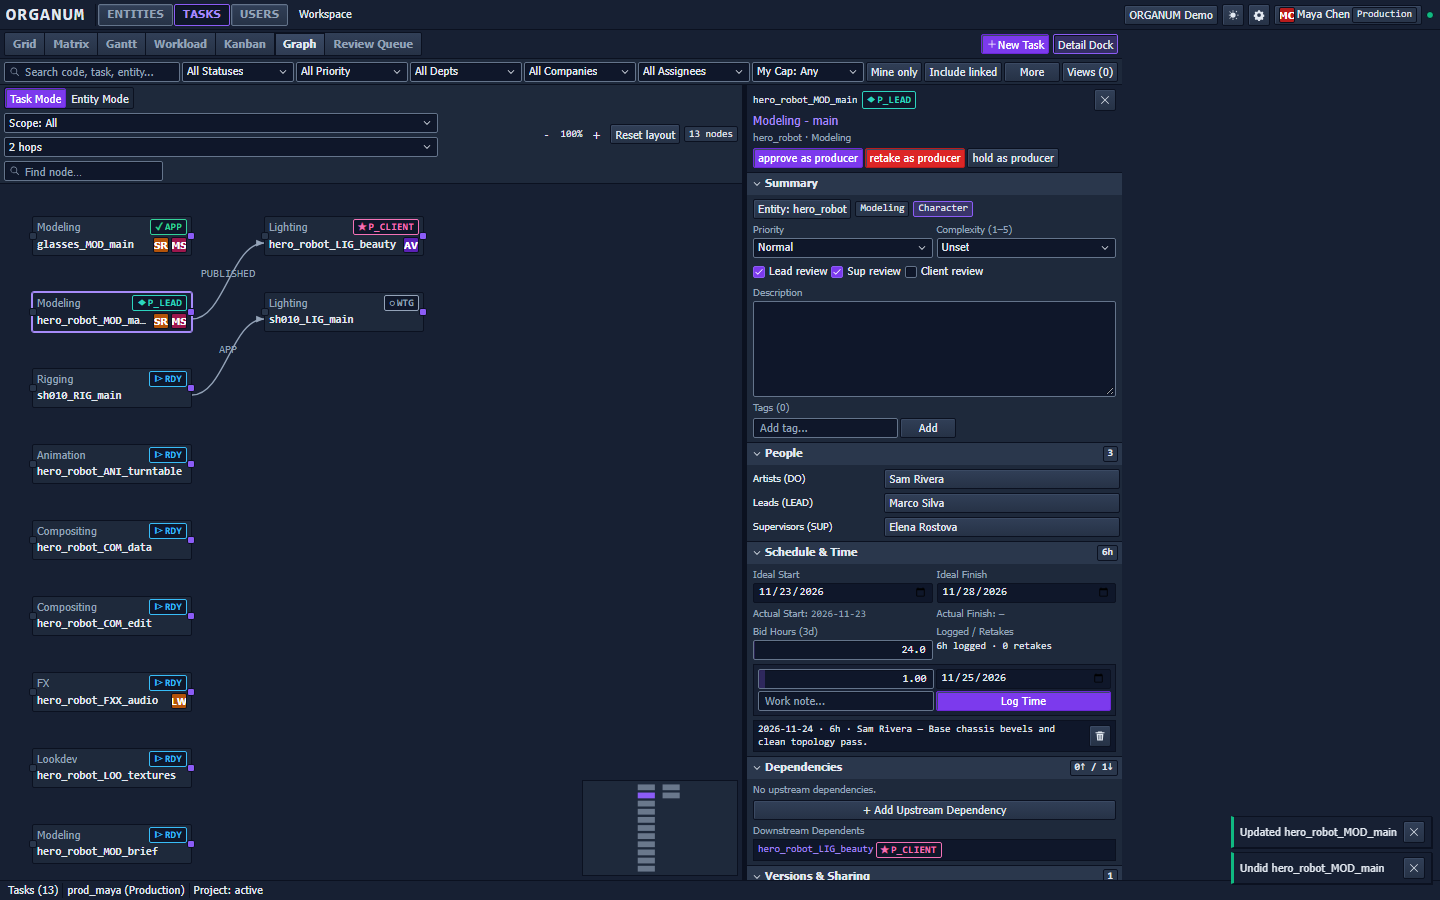 ORGANUM ENTITIES TASKS USERS Workspace ORGANUM Demo MC Maya Chen Production
Grid Matrix Gantt Workload Kanban Graph Review Queue +New Task Detail Dock
Search code, task, entity... All Statuses All Priority All Depts All Companies All Assignees My Cap: Any Mine only Include linked More Views (0)
Task Mode Entity Mode
Scope: All
2 hops
Find node...
- 100% + Reset layout 13 nodes
Modeling APP
glasses_MOD_main SR MS
Lighting P_CLIENT
hero_robot_LIG_beauty AV
PUBLISHED
Modeling P_LEAD
hero_robot_MOD_ma… SR MS
Lighting WTG
sh010_LIG_main
APP
Rigging RDY
sh010_RIG_main
Animation RDY
hero_robot_ANI_turntable
Compositing RDY
hero_robot_COM_data
Compositing RDY
hero_robot_COM_edit
FX RDY
hero_robot_FXX_audio LW
Lookdev RDY
hero_robot_LOO_textures
Modeling RDY
hero_robot_MOD_brief
hero_robot_MOD_main P_LEAD
Modeling - main
hero_robot · Modeling
approve as producer retake as producer hold as producer
Summary
Entity: hero_robot Modeling Character
Priority Complexity (1–5)
Normal Unset
Lead review Sup review Client review
Description
Tags (0)
Add tag... Add
People 3
Artists (DO) Sam Rivera
Leads (LEAD) Marco Silva
Supervisors (SUP) Elena Rostova
Schedule & Time 6h
Ideal Start Ideal Finish
11/23/2026 11/28/2026
Actual Start: 2026-11-23 Actual Finish: —
Bid Hours (3d) Logged / Retakes
24.0 6h logged · 0 retakes
1.00 11/25/2026
Work note... Log Time
2026-11-24 · 6h · Sam Rivera — Base chassis bevels and
clean topology pass.
Dependencies 0↑ / 1↓
No upstream dependencies.
+ Add Upstream Dependency
Downstream Dependents
hero_robot_LIG_beauty P_CLIENT
Versions & Sharing 1
Updated hero_robot_MOD_main
Undid hero_robot_MOD_main
Tasks (13) prod_maya (Production) Project: active